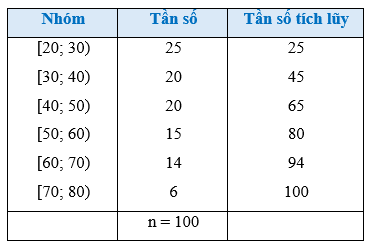 Nhóm Tần số Tần số tích lũy
[20; 30) 25 25
[30; 40) 20 45
[40; 50) 20 65
[50; 60) 15 80
[60; 70) 14 94
[70; 80) 6 100
n = 100